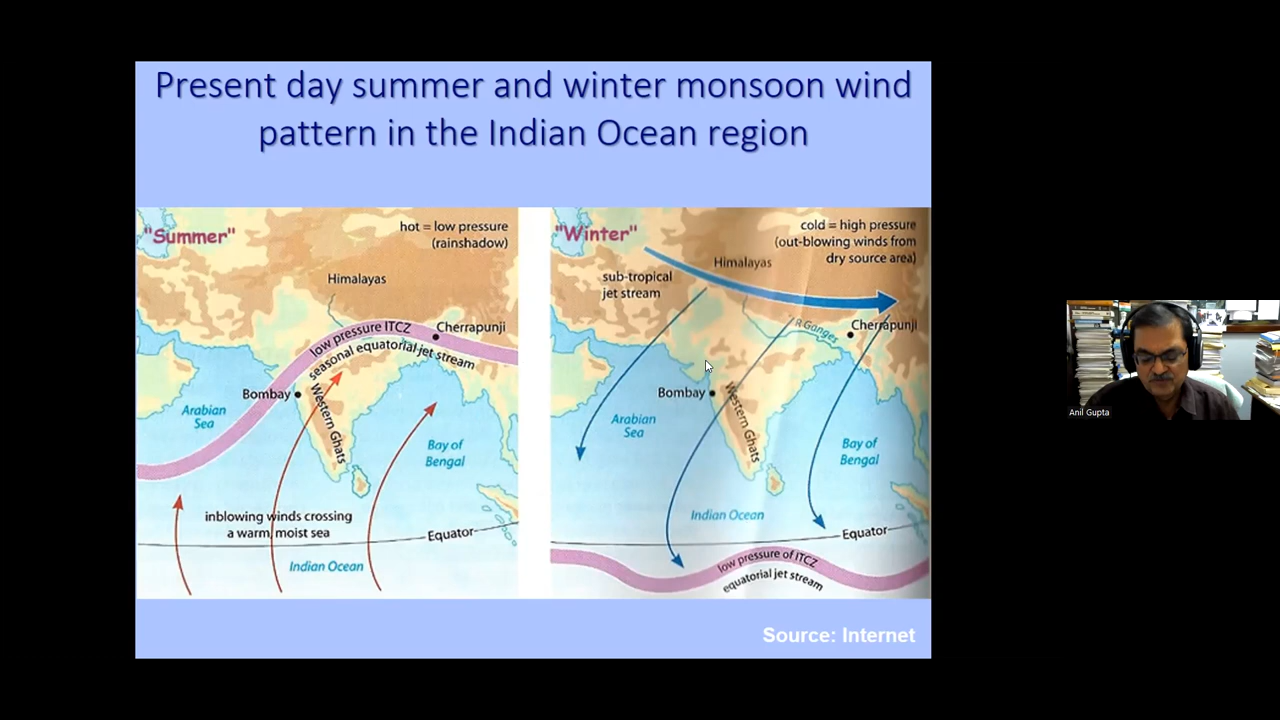 Present day summer and winter monsoon wind
pattern in the Indian Ocean region
"Summer"
hot = low pressure
(rainshadow)
Himalayas
low pressure ITCZ
Cherrapunji
seasonal equatorial jet stream
Bombay
Western Ghats
Arabian
Sea
Bay of
Bengal
inblowing winds crossing
a warm, moist sea
Equator
Indian Ocean
"Winter"
cold = high pressure
(out-blowing winds from
dry source area)
Himalayas
sub-tropical
jet stream
R Ganges
Cherrapunji
Bombay
Western Ghats
Arabian
Sea
Bay of
Bengal
Indian Ocean
Equator
low pressure of ITCZ
equatorial jet stream
Source: Internet
Anil Gupta